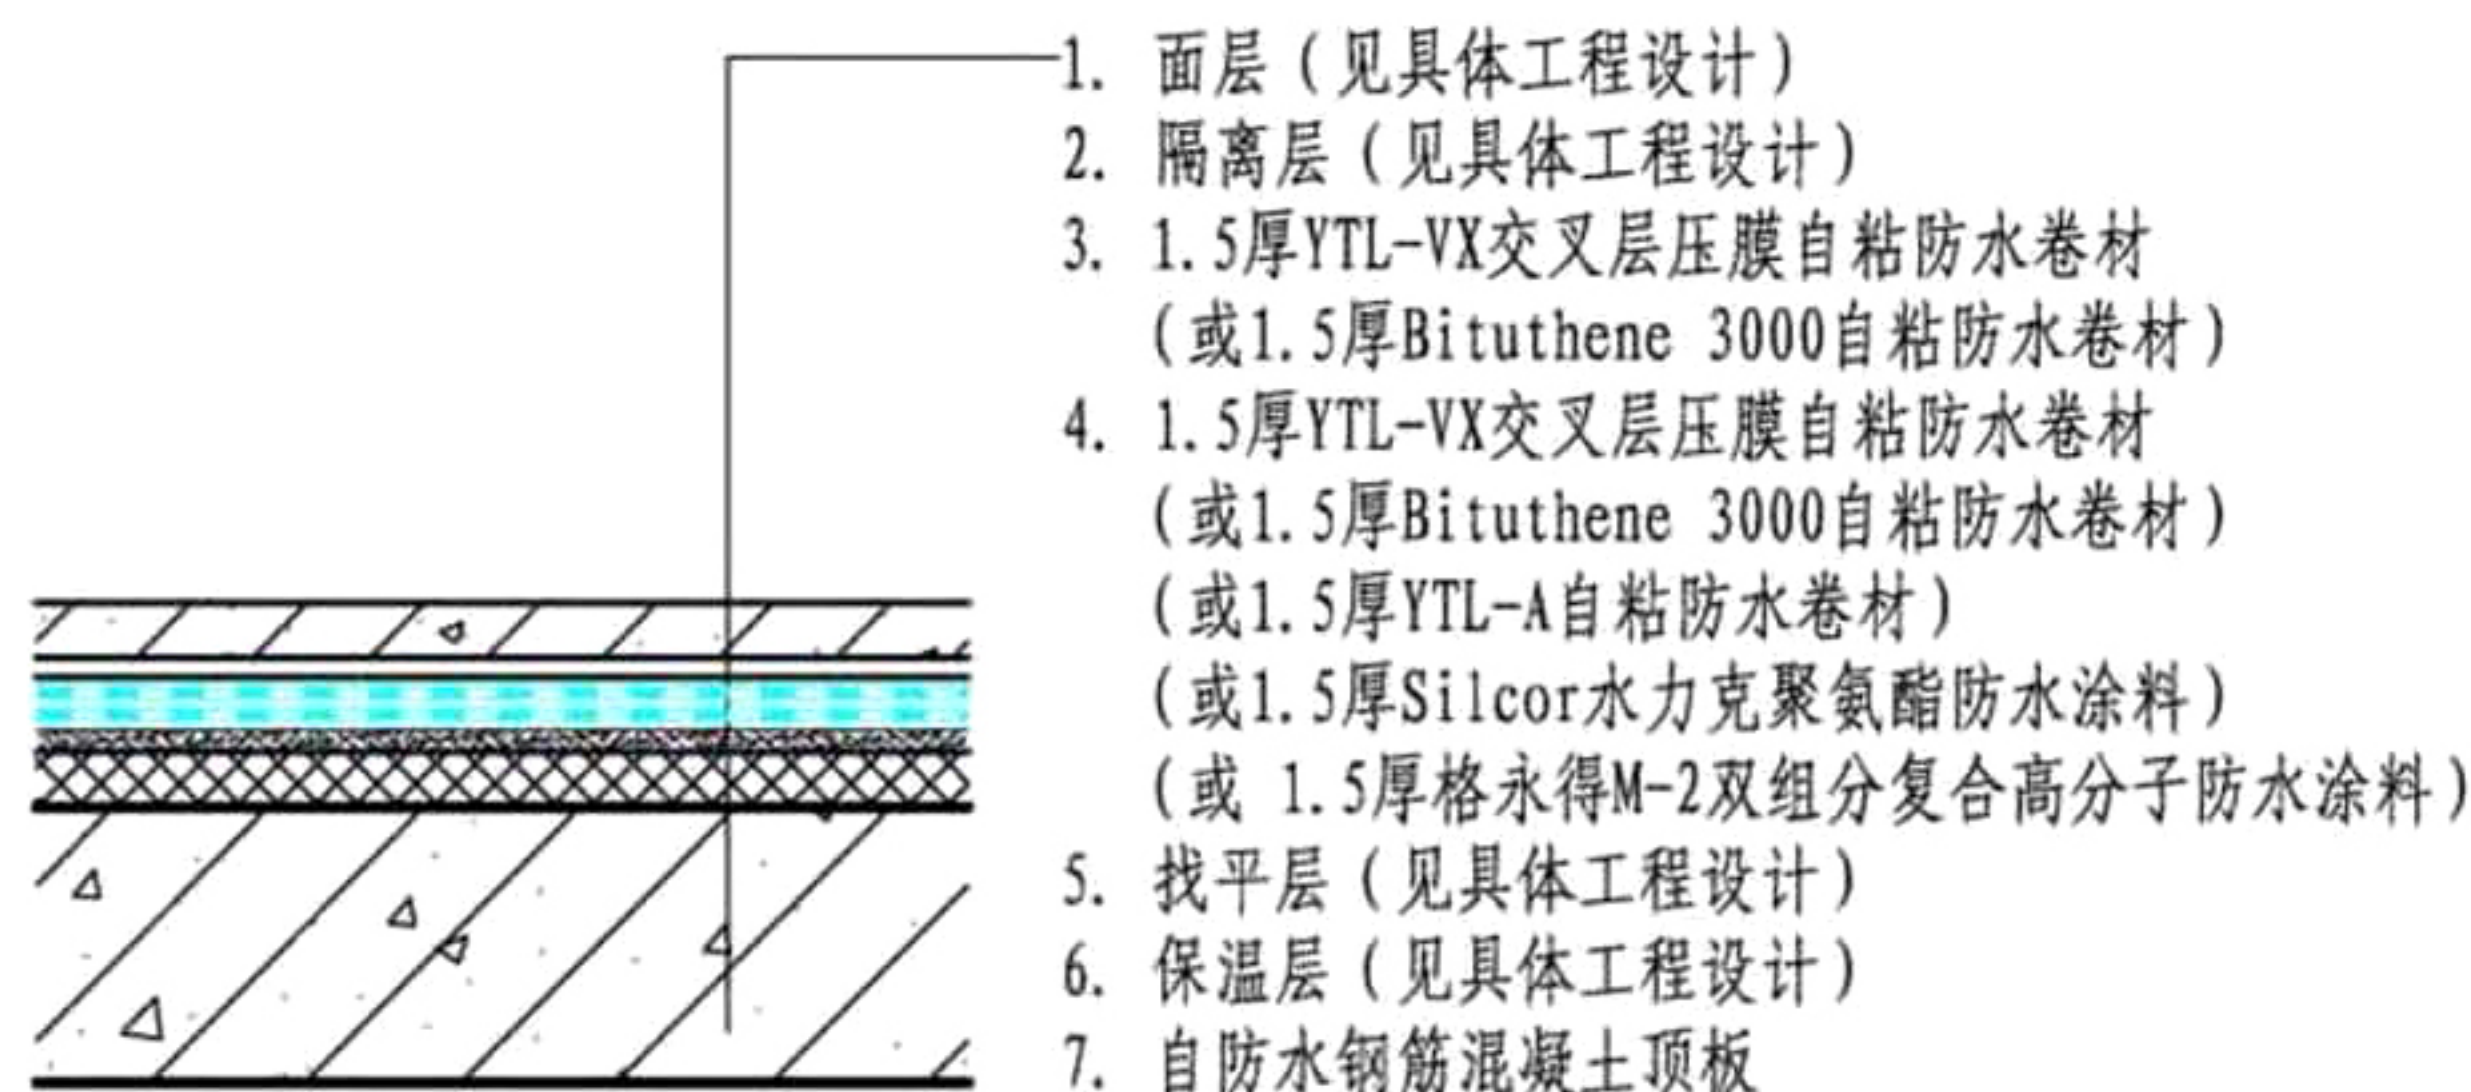 1. 面层（见具体工程设计）
2. 隔离层（见具体工程设计）
3. 1.5厚YTL-VX交叉层压膜自粘防水卷材
（或1.5厚Bituthene 3000自粘防水卷材）
4. 1.5厚YTL-VX交叉层压膜自粘防水卷材
（或1.5厚Bituthene 3000自粘防水卷材）
（或1.5厚YTL-A自粘防水卷材）
（或1.5厚Silcor水力克聚氨酯防水涂料）
（或 1.5厚格永得M-2双组分复合高分子防水涂料）
5. 找平层（见具体工程设计）
6. 保温层（见具体工程设计）
7. 自防水钢筋混凝土顶板